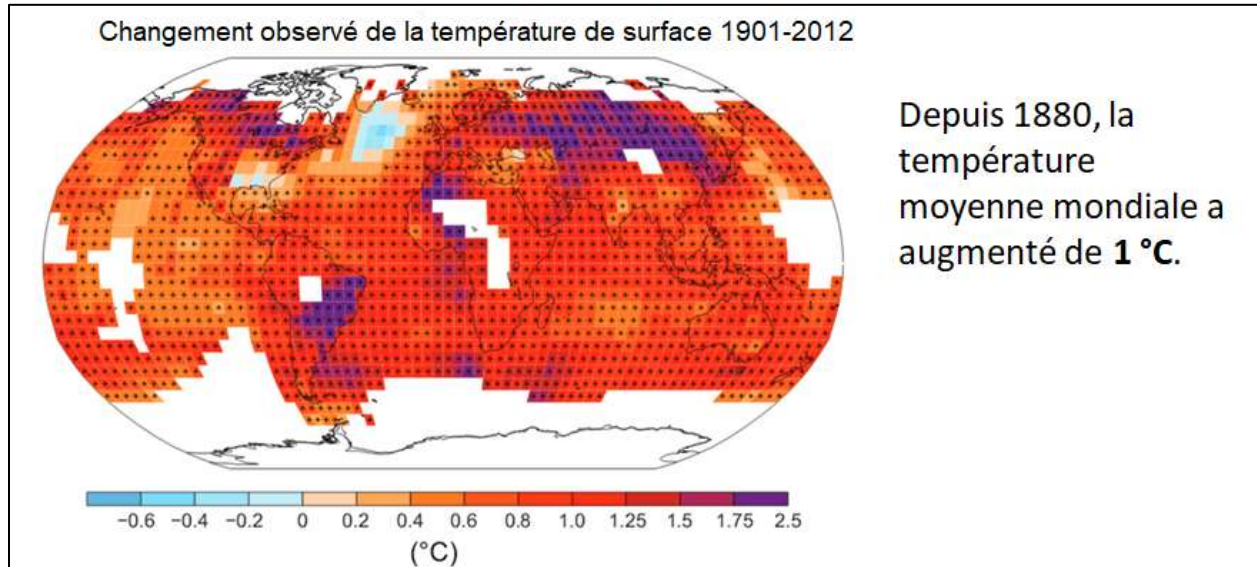 Changement observé de la température de surface 1901-2012
Depuis 1880, la
température
moyenne mondiale a
augmenté de 1 °C.
−0.6 −0.4 −0.2 0 0.2 0.4 0.6 0.8 1.0 1.25 1.5 1.75 2.5
(°C)